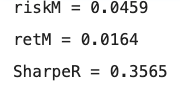 riskM = 0.0459
retM = 0.0164
SharpeR = 0.3565